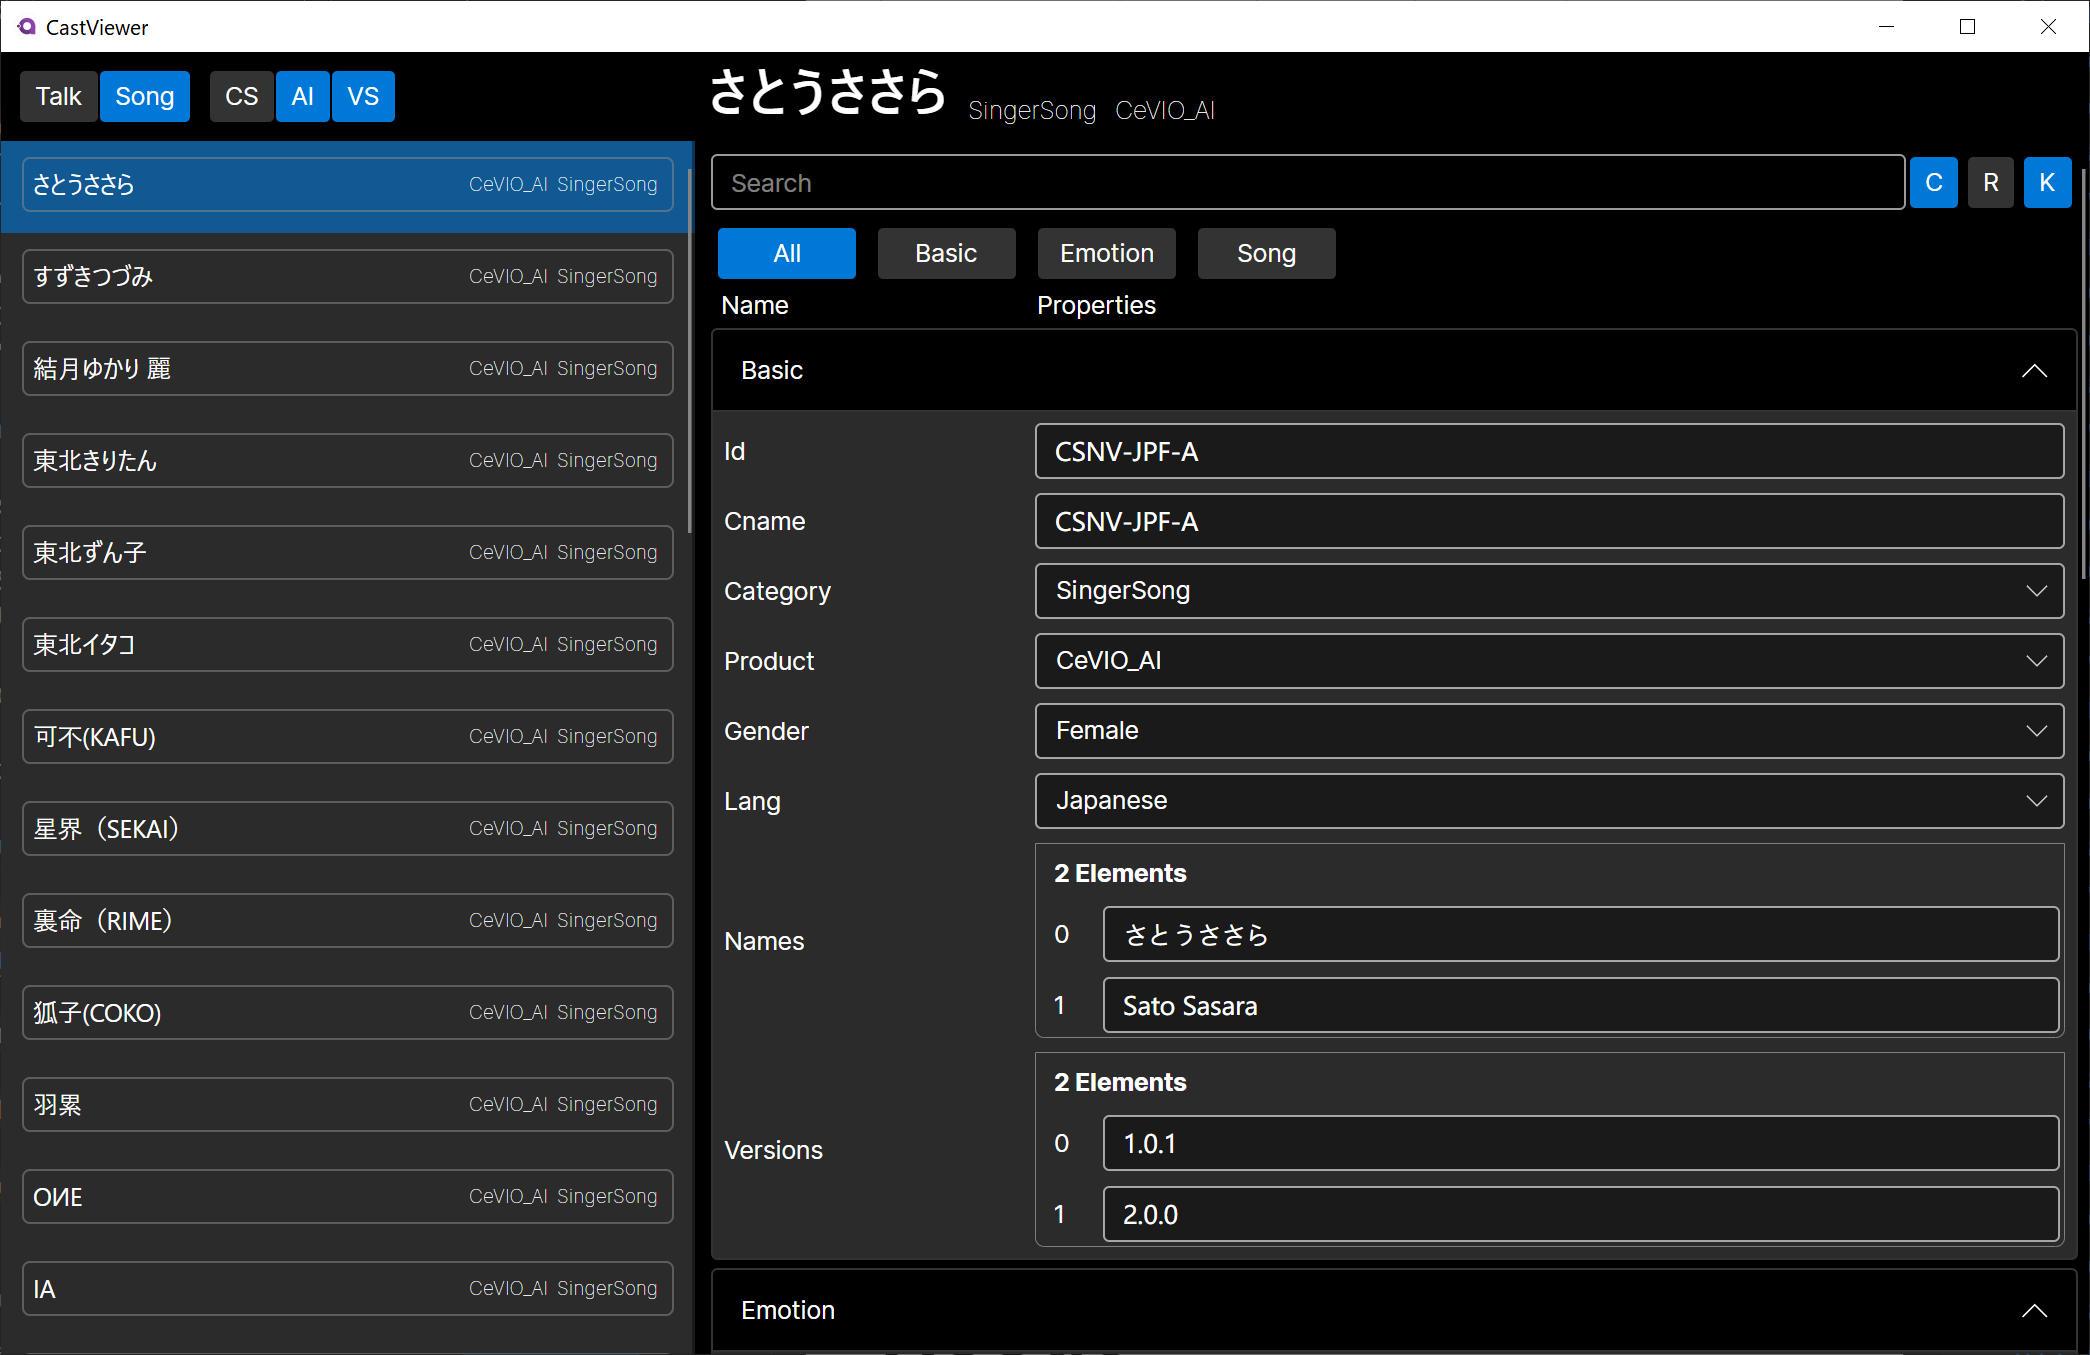 CastViewer
Talk Song CS AI VS
さとうささら CeVIO_AI SingerSong
すずきつづみ CeVIO_AI SingerSong
結月ゆかり 麗 CeVIO_AI SingerSong
東北きりたん CeVIO_AI SingerSong
東北ずん子 CeVIO_AI SingerSong
東北イタコ CeVIO_AI SingerSong
可不(KAFU) CeVIO_AI SingerSong
星界（SEKAI） CeVIO_AI SingerSong
裏命（RIME） CeVIO_AI SingerSong
狐子(COKO) CeVIO_AI SingerSong
羽累 CeVIO_AI SingerSong
OИE CeVIO_AI SingerSong
IA CeVIO_AI SingerSong
さとうささら SingerSong CeVIO_AI
Search C R K
All Basic Emotion Song
Name Properties
Basic
Id CSNV-JPF-A
Cname CSNV-JPF-A
Category SingerSong
Product CeVIO_AI
Gender Female
Lang Japanese
Names
2 Elements
0 さとうささら
1 Sato Sasara
Versions
2 Elements
0 1.0.1
1 2.0.0
Emotion